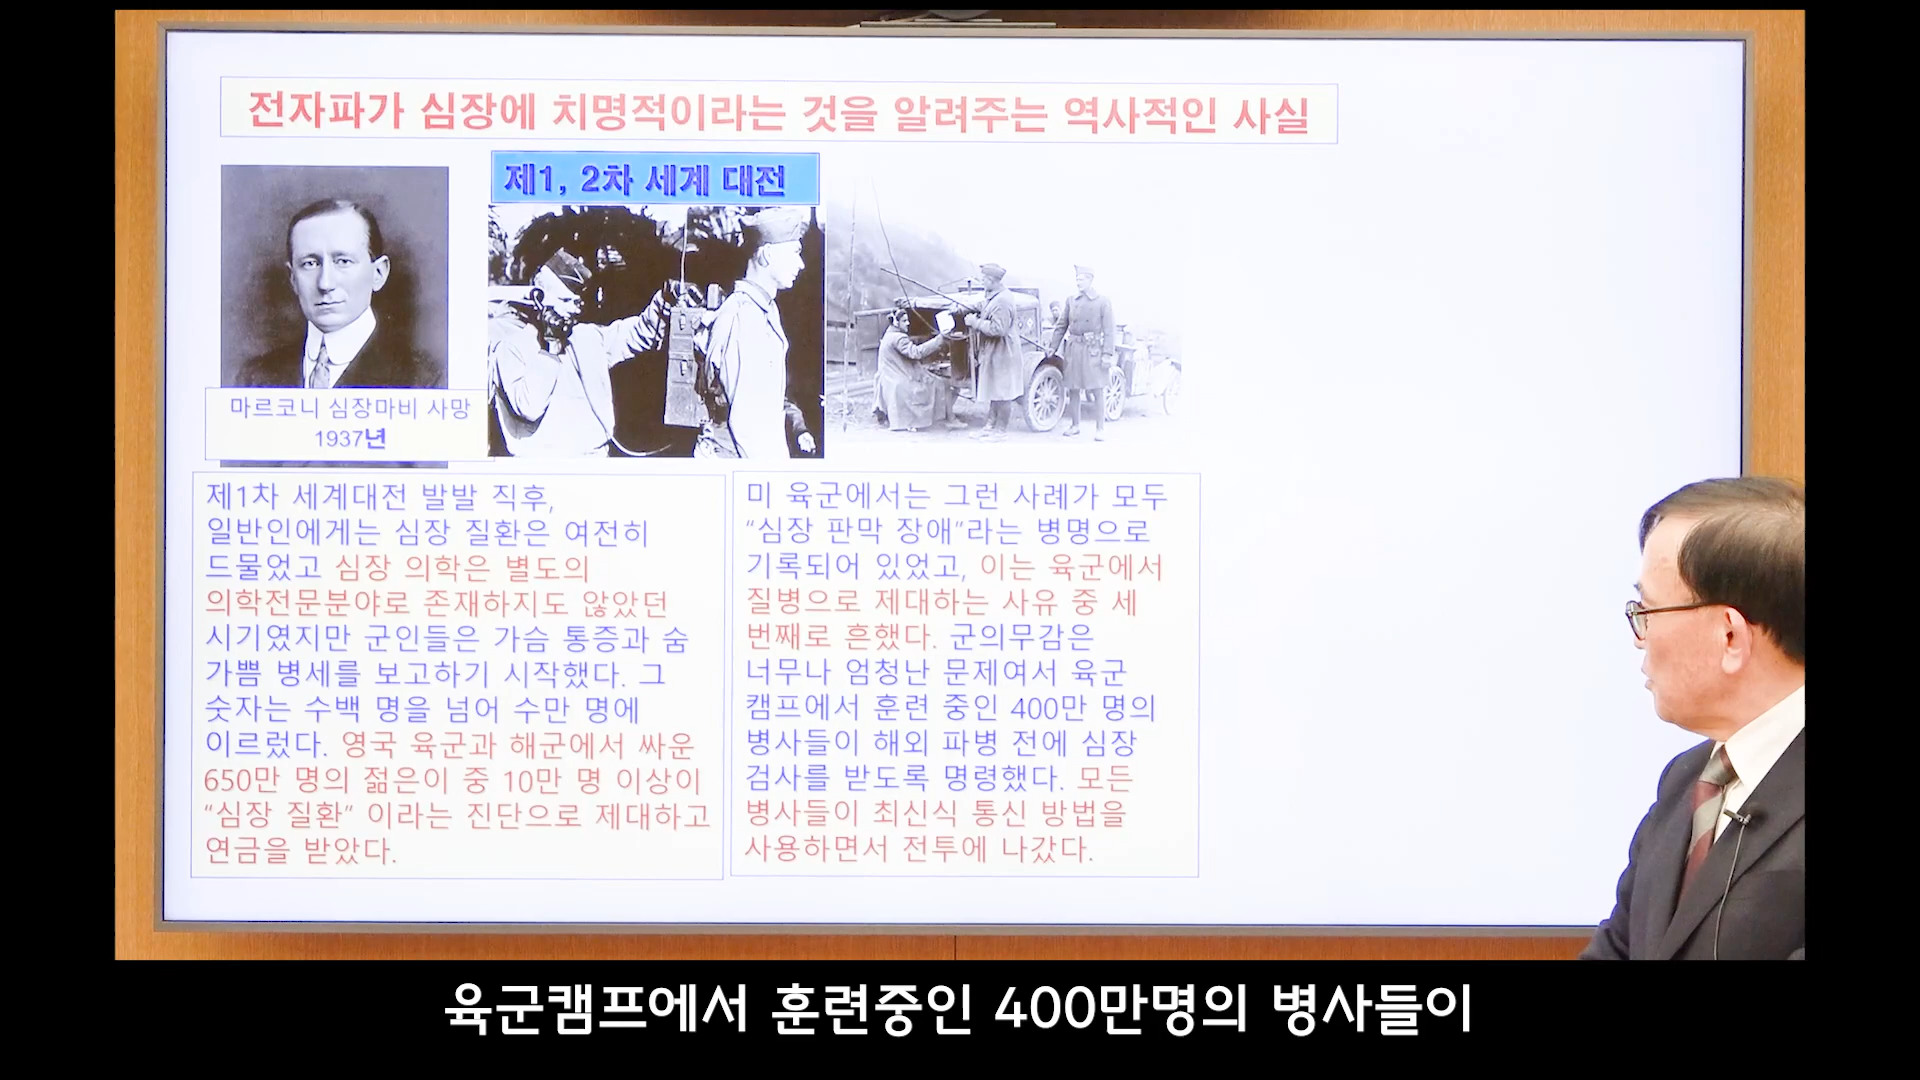 전자파가 심장에 치명적이라는 것을 알려주는 역사적인 사실
제1, 2차 세계 대전
마르코니 심장마비 사망
1937년
제1차 세계대전 발발 직후,
일반인에게는 심장 질환은 여전히
드물었고 심장 의학은 별도의
의학전문분야로 존재하지도 않았던
시기였지만 군인들은 가슴 통증과 숨
가쁨 병세를 보고하기 시작했다. 그
숫자는 수백 명을 넘어 수만 명에
이르렀다. 영국 육군과 해군에서 싸운
650만 명의 젊은이 중 10만 명 이상이
“심장 질환” 이라는 진단으로 제대하고
연금을 받았다.
미 육군에서는 그런 사례가 모두
“심장 판막 장애”라는 병명으로
기록되어 있었고, 이는 육군에서
질병으로 제대하는 사유 중 세
번째로 흔했다. 군의무감은
너무나 엄청난 문제여서 육군
캠프에서 훈련 중인 400만 명의
병사들이 해외 파병 전에 심장
검사를 받도록 명령했다. 모든
병사들이 최신식 통신 방법을
사용하면서 전투에 나갔다.
육군캠프에서 훈련중인 400만명의 병사들이